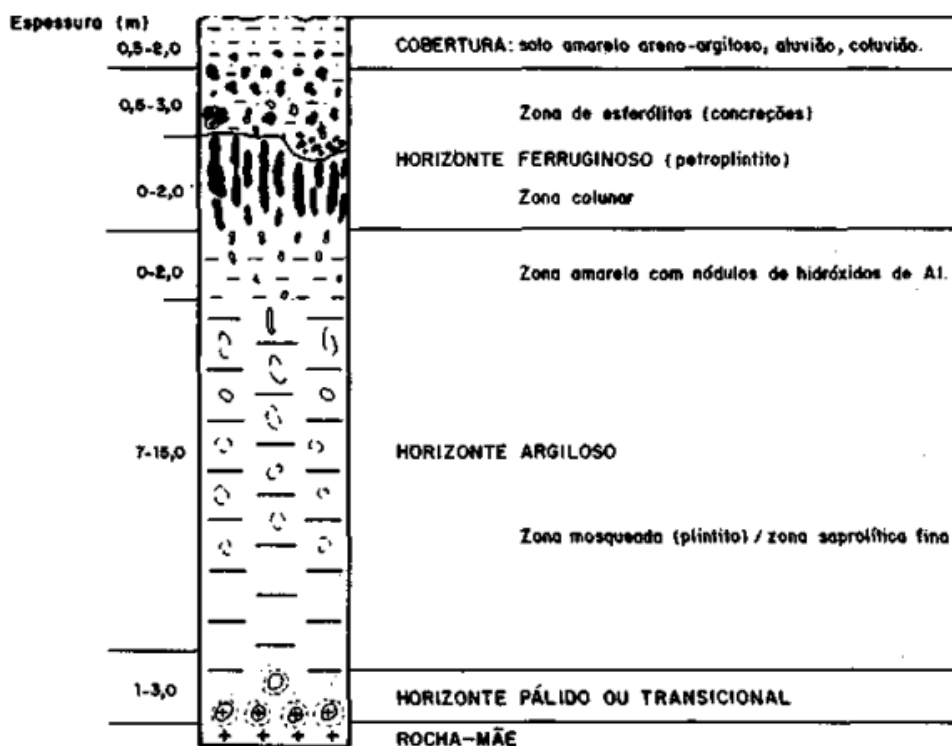 Espessura (m)
0,5-2,0
COBERTURA: solo amarelo areno-argiloso, aluvião, coluvião.
0,5-3,0
Zona de esferólitos (concreções)
HORIZONTE FERRUGINOSO (petroplintito)
0-2,0
Zona colunar
0-2,0
Zona amarela com nódulos de hidróxidos de Al.
7-15,0
HORIZONTE ARGILOSO
Zona mosqueada (plintito) / zona saprolítica fina
1-3,0
HORIZONTE PÁLIDO OU TRANSICIONAL
ROCHA-MÃE